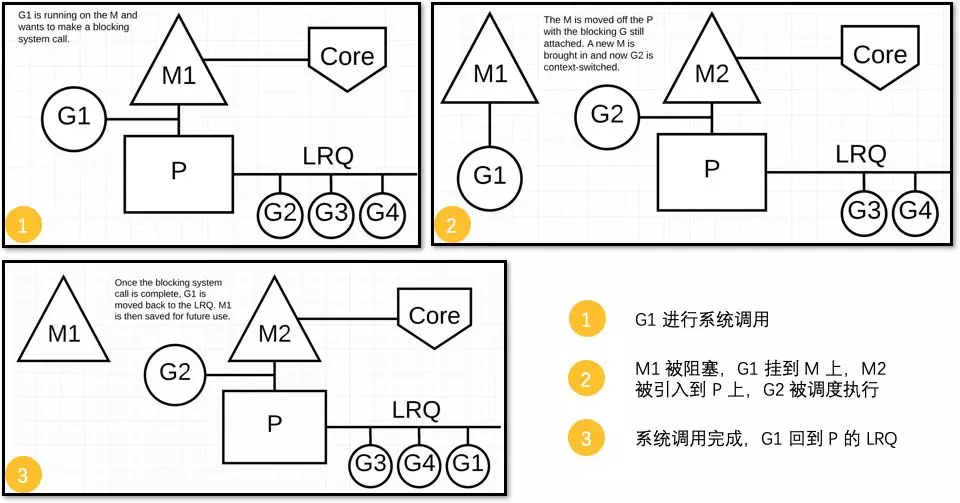 G1 is running on the M and
wants to make a blocking
system call.
M1
Core
G1
P
LRQ
G2
G3
G4
1
The M is moved off the P
with the blocking G still
attached. A new M is
brought in and now G2 is
context-switched.
M1
M2
Core
G2
G1
P
LRQ
G3
G4
2
Once the blocking system
call is complete, G1 is
moved back to the LRQ. M1
is then saved for future use.
M1
M2
Core
G2
P
LRQ
G3
G4
G1
3
1
G1 进行系统调用
2
M1 被阻塞，G1 挂到 M 上，M2
被引入到 P 上，G2 被调度执行
3
系统调用完成，G1 回到 P 的 LRQ